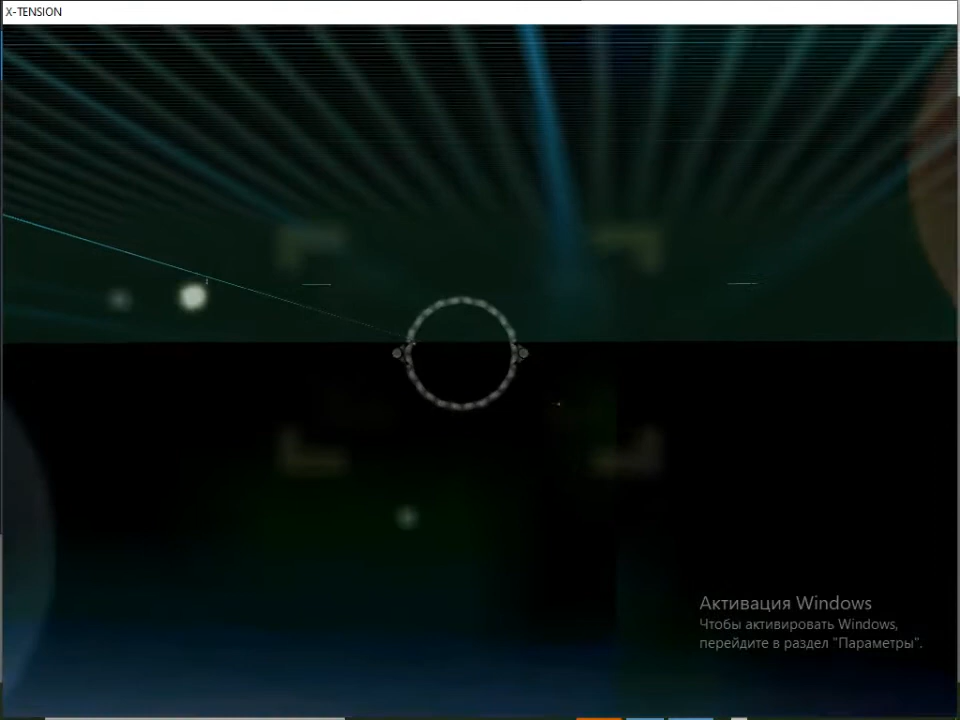 X-TENSION
Активация Windows
Чтобы активировать Windows,
перейдите в раздел "Параметры".